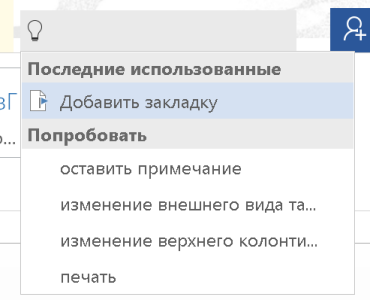 Последние использованные
Добавить закладку
Попробовать
оставить примечание
изменение внешнего вида та...
изменение верхнего колонти...
печать